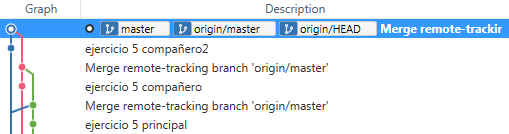 Graph Description
master origin/master origin/HEAD Merge remote-trackin
ejercicio 5 compañero2
Merge remote-tracking branch 'origin/master'
ejercicio 5 compañero
Merge remote-tracking branch 'origin/master'
ejercicio 5 principal